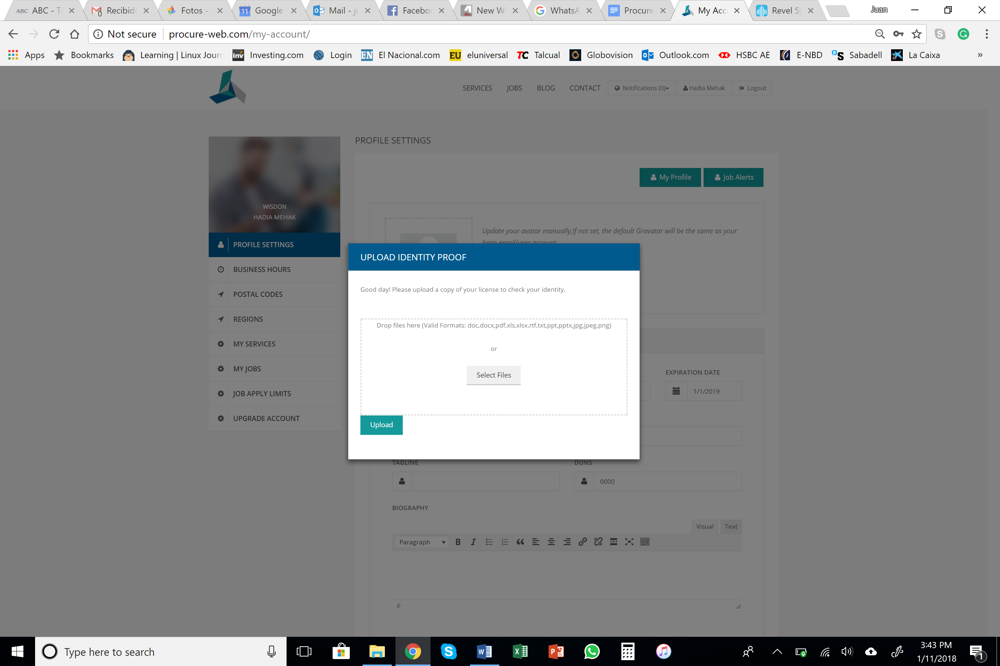 ABC - T
Recibid
Fotos -
Google
Mail - ju
Facebo
New W
WhatsA
Procure
My Acc
Revel Sy
Juan
Not secure
procure-web.com/my-account/
Apps
Bookmarks
Learning | Linux Jour
Investing.com
Login
El Nacional.com
eluniversal
Talcual
Globovision
Outlook.com
HSBC AE
E-NBD
Sabadell
La Caixa
»
SERVICES
JOBS
BLOG
CONTACT
Notifications (0)
Hadia Mehak
Logout
WISDON
HADIA MEHAK
PROFILE SETTINGS
BUSINESS HOURS
POSTAL CODES
REGIONS
MY SERVICES
MY JOBS
JOB APPLY LIMITS
UPGRADE ACCOUNT
PROFILE SETTINGS
My Profile
Job Alerts
Update your avatar manually,If not set, the default Gravatar will be the same as your
login email/user account
UPLOAD IDENTITY PROOF
Good day! Please upload a copy of your license to check your identity.
Drop files here (Valid Formats: doc,docx,pdf,xls,xlsx,rtf,txt,ppt,pptx,jpg,jpeg,png)
or
Select Files
Upload
EXPIRATION DATE
1/1/2019
TAGLINE
DUNS
0000
BIOGRAPHY
Visual
Text
Paragraph
p
Type here to search
3:43 PM
1/11/2018
1